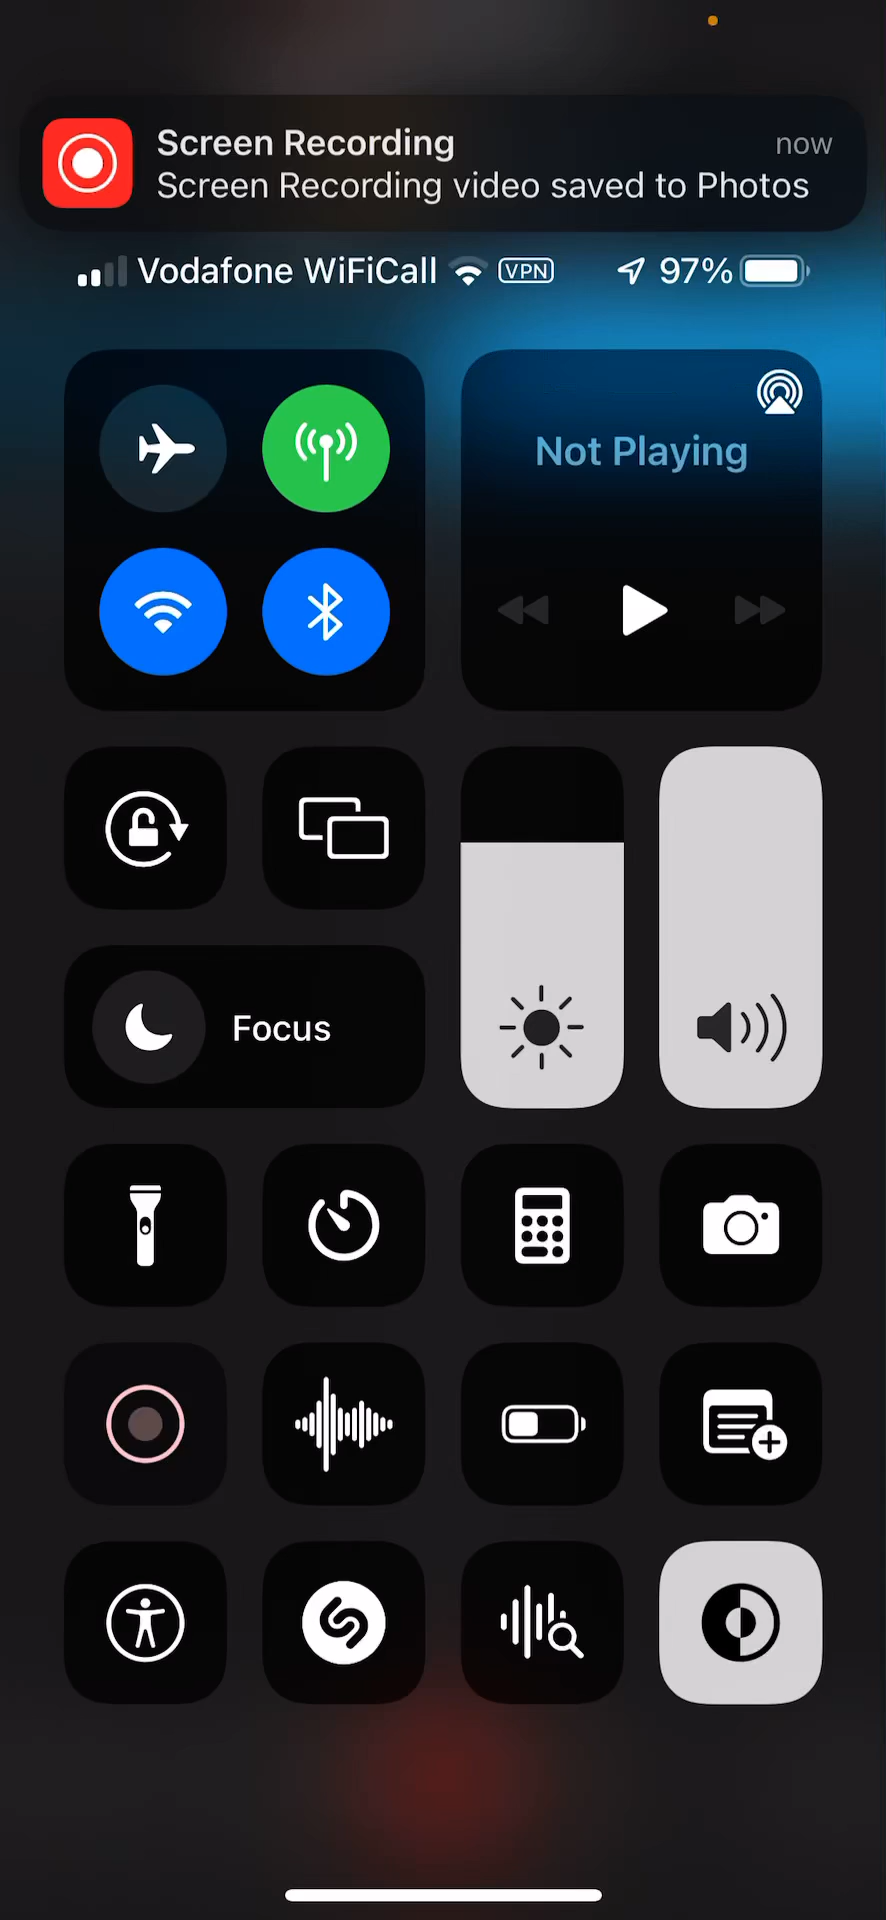 Screen Recording
now
Screen Recording video saved to Photos
Vodafone WiFiCall VPN 97%
Not Playing
Focus